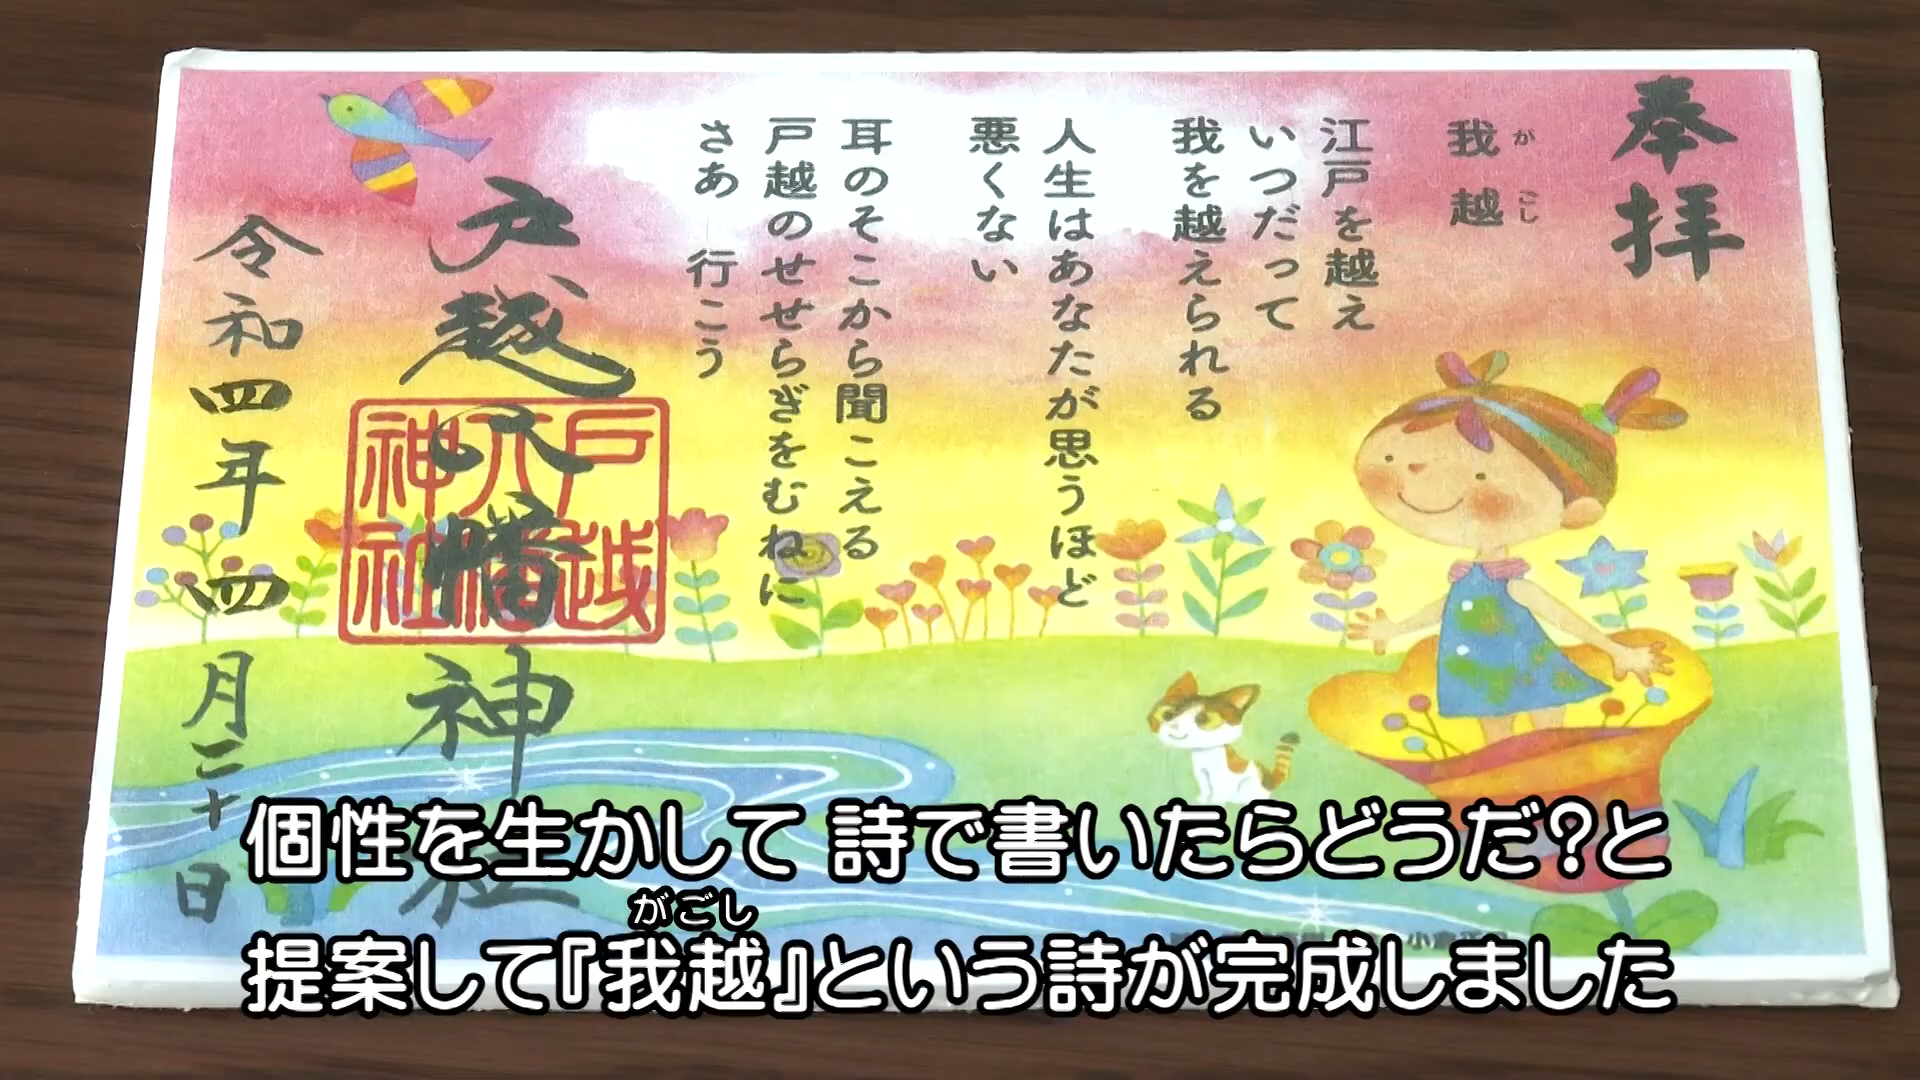 奉拝
我越
がごし
江戸を越え
いつだって
我を越えられる
人生はあなたが思うほど
悪くない
耳のそこから聞こえる
戸越のせせらぎをむねに
さあ 行こう
戸越八幡神社
戸越
八幡
神社
令和四年四月二十日
個性を生かして 詩で書いたらどうだ?と
がごし
提案して『我越』という詩が完成しました